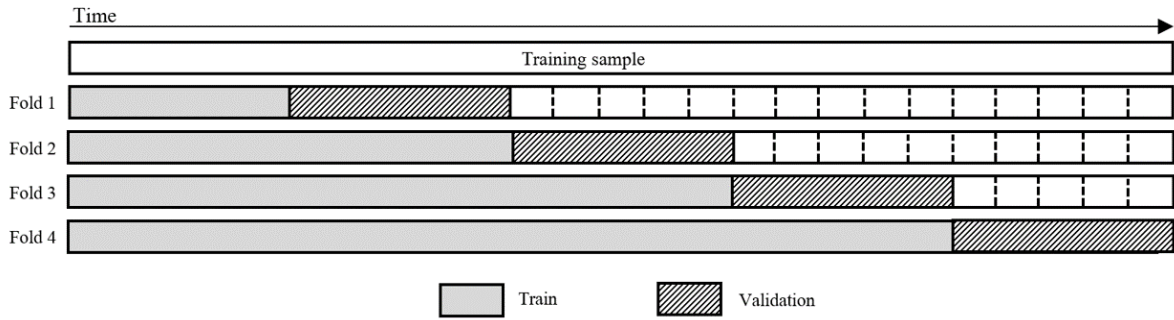 Time
Training sample
Fold 1
Fold 2
Fold 3
Fold 4
Train
Validation